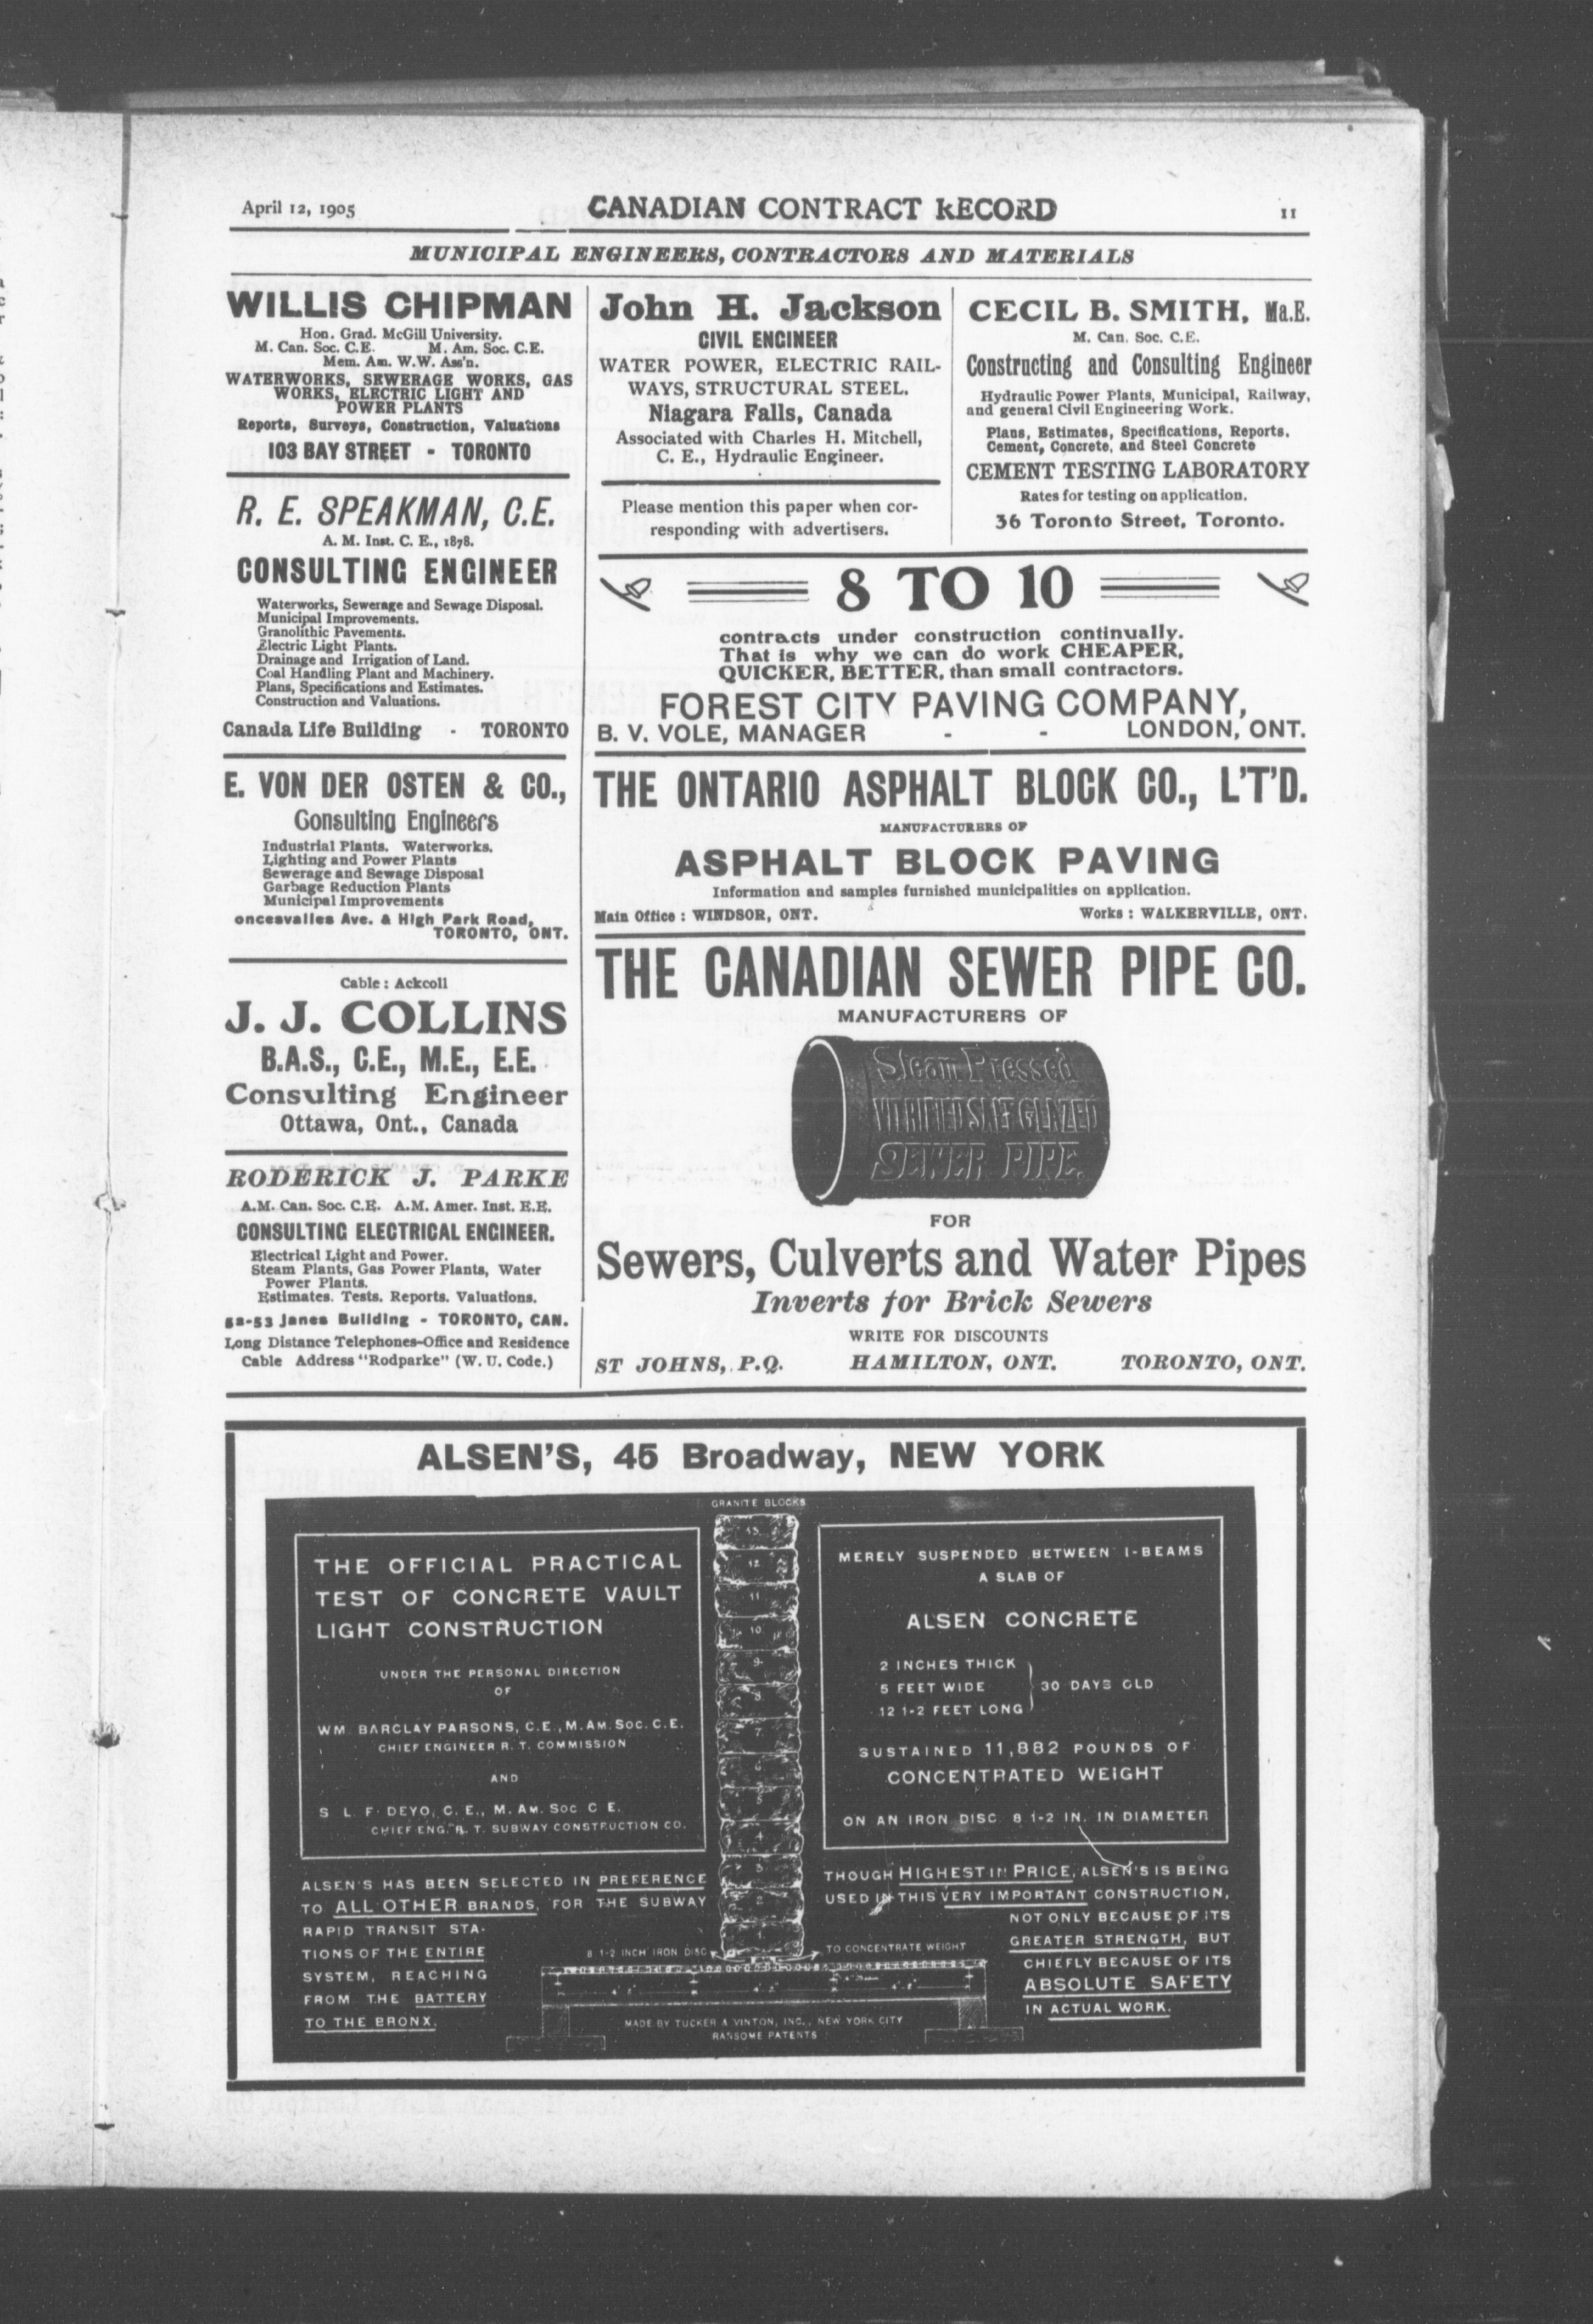 April 12, 1905
CANADIAN CONTRACT RECORD
11
MUNICIPAL ENGINEERS, CONTRACTORS AND MATERIALS
WILLIS CHIPMAN
Hon. Grad. McGill University.
M. Can. Soc. C.E. M. Am. Soc. C.E.
Mem. Am. W.W. Ass'n.
WATERWORKS, SEWERAGE WORKS, GAS
WORKS, ELECTRIC LIGHT AND
POWER PLANTS
Reports, Surveys, Construction, Valuations
103 BAY STREET - TORONTO
R. E. SPEAKMAN, C.E.
A. M. Inst. C. E., 1878.
CONSULTING ENGINEER
Waterworks, Sewerage and Sewage Disposal.
Municipal Improvements.
Granolithic Pavements.
Electric Light Plants.
Drainage and Irrigation of Land.
Coal Handling Plant and Machinery.
Plans, Specifications and Estimates.
Construction and Valuations.
Canada Life Building - TORONTO
E. VON DER OSTEN & CO.,
Consulting Engineers
Industrial Plants. Waterworks.
Lighting and Power Plants
Sewerage and Sewage Disposal
Garbage Reduction Plants
Municipal Improvements
oncesvalles Ave. & High Park Road,
TORONTO, ONT.
Cable : Ackcoll
J. J. COLLINS
B.A.S., C.E., M.E., E.E.
Consulting Engineer
Ottawa, Ont., Canada
RODERICK J. PARKE
A.M. Can. Soc. C.E. A.M. Amer. Inst. E.E.
CONSULTING ELECTRICAL ENGINEER.
Electrical Light and Power.
Steam Plants, Gas Power Plants, Water
Power Plants.
Estimates. Tests. Reports. Valuations.
52-53 Janes Building - TORONTO, CAN.
Long Distance Telephones-Office and Residence
Cable Address "Rodparke" (W. U. Code.)
John H. Jackson
CIVIL ENGINEER
WATER POWER, ELECTRIC RAIL-
WAYS, STRUCTURAL STEEL.
Niagara Falls, Canada
Associated with Charles H. Mitchell,
C. E., Hydraulic Engineer.
Please mention this paper when cor-
responding with advertisers.
CECIL B. SMITH, Ma.E.
M. Can. Soc. C.E.
Constructing and Consulting Engineer
Hydraulic Power Plants, Municipal, Railway,
and general Civil Engineering Work.
Plans, Estimates, Specifications, Reports.
Cement, Concrete, and Steel Concrete
CEMENT TESTING LABORATORY
Rates for testing on application.
36 Toronto Street, Toronto.
8 TO 10
contracts under construction continually.
That is why we can do work CHEAPER,
QUICKER, BETTER, than small contractors.
FOREST CITY PAVING COMPANY,
B. V. VOLE, MANAGER - - LONDON, ONT.
THE ONTARIO ASPHALT BLOCK CO., L'T'D.
MANUFACTURERS OF
ASPHALT BLOCK PAVING
Information and samples furnished municipalities on application.
Main Office : WINDSOR, ONT. Works : WALKERVILLE, ONT.
THE CANADIAN SEWER PIPE CO.
MANUFACTURERS OF
Steam Pressed
VITRIFIED SALT GLAZED
SEWER PIPE
FOR
Sewers, Culverts and Water Pipes
Inverts for Brick Sewers
WRITE FOR DISCOUNTS
ST JOHNS, P.Q. HAMILTON, ONT. TORONTO, ONT.
ALSEN'S, 45 Broadway, NEW YORK
THE OFFICIAL PRACTICAL
TEST OF CONCRETE VAULT
LIGHT CONSTRUCTION
UNDER THE PERSONAL DIRECTION
OF
WM BARCLAY PARSONS, C.E., M.AM.SOC.C.E.
CHIEF ENGINEER R. T. COMMISSION
AND
S L F DEYO, C. E., M. AM. SOC C E.
CHIEF ENG. R. T. SUBWAY CONSTRUCTION CO.
ALSEN'S HAS BEEN SELECTED IN PREFERENCE
TO ALL OTHER BRANDS, FOR THE SUBWAY
RAPID TRANSIT STA-
TIONS OF THE ENTIRE
SYSTEM, REACHING
FROM THE BATTERY
TO THE BRONX.
GRANITE BLOCKS
13
12
11
10
9
8
7
6
5
4
3
2
1
8 1-2 INCH IRON DISC
TO CONCENTRATE WEIGHT
MADE BY TUCKER & VINTON, INC., NEW YORK CITY
RANSOME PATENTS
MERELY SUSPENDED BETWEEN I-BEAMS
A SLAB OF
ALSEN CONCRETE
2 INCHES THICK
5 FEET WIDE
12 1-2 FEET LONG
30 DAYS OLD
SUSTAINED 11,882 POUNDS OF
CONCENTRATED WEIGHT
ON AN IRON DISC 8 1-2 IN. IN DIAMETER
THOUGH HIGHEST IN PRICE, ALSEN'S IS BEING
USED IN THIS VERY IMPORTANT CONSTRUCTION,
NOT ONLY BECAUSE OF ITS
GREATER STRENGTH, BUT
CHIEFLY BECAUSE OF ITS
ABSOLUTE SAFETY
IN ACTUAL WORK.